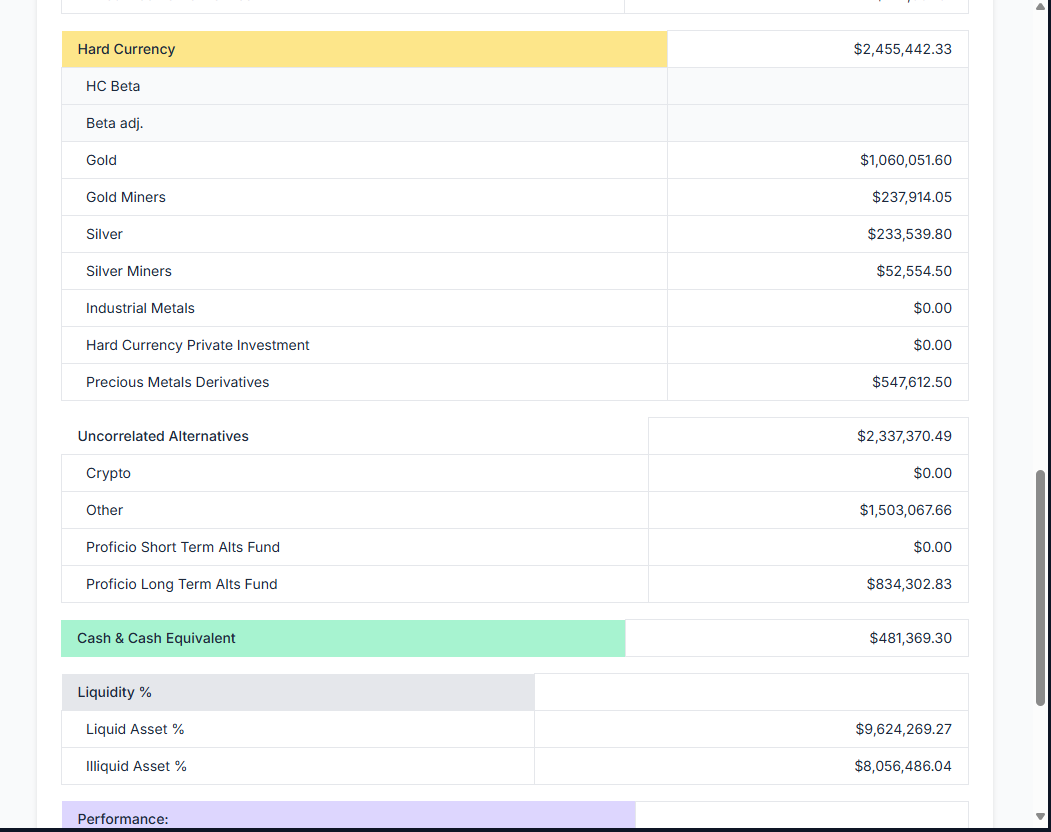 Hard Currency $2,455,442.33
HC Beta
Beta adj.
Gold $1,060,051.60
Gold Miners $237,914.05
Silver $233,539.80
Silver Miners $52,554.50
Industrial Metals $0.00
Hard Currency Private Investment $0.00
Precious Metals Derivatives $547,612.50
Uncorrelated Alternatives $2,337,370.49
Crypto $0.00
Other $1,503,067.66
Proficio Short Term Alts Fund $0.00
Proficio Long Term Alts Fund $834,302.83
Cash & Cash Equivalent $481,369.30
Liquidity %
Liquid Asset % $9,624,269.27
Illiquid Asset % $8,056,486.04
Performance: